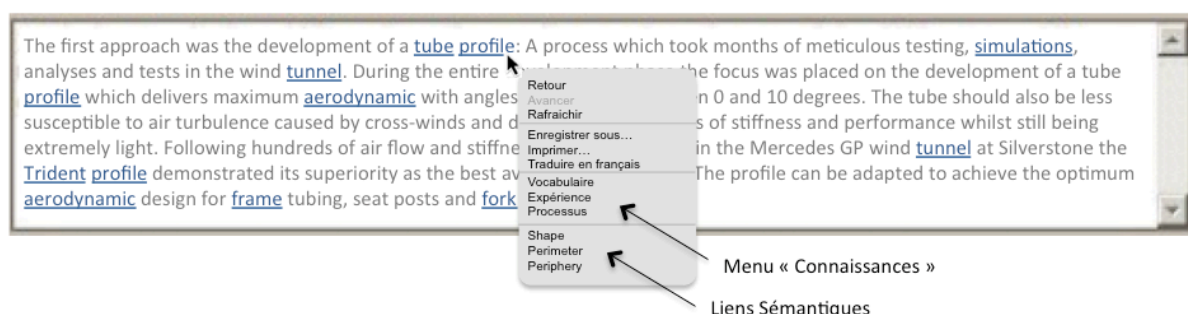 The first approach was the development of a tube profile: A process which took months of meticulous testing, simulations,
analyses and tests in the wind tunnel. During the entire the focus was placed on the development of a tube
profile which delivers maximum aerodynamic with angles n 0 and 10 degrees. The tube should also be less
susceptible to air turbulence caused by cross-winds and d s of stiffness and performance whilst still being
extremely light. Following hundreds of air flow and stiffne in the Mercedes GP wind tunnel at Silverstone the
Trident profile demonstrated its superiority as the best av The profile can be adapted to achieve the optimum
aerodynamic design for frame tubing, seat posts and fork
Retour
Avancer
Rafraichir
Enregistrer sous...
Imprimer...
Traduire en français
Vocabulaire
Expérience
Processus
Shape
Perimeter
Periphery
Menu « Connaissances »
Liens Sémantiques